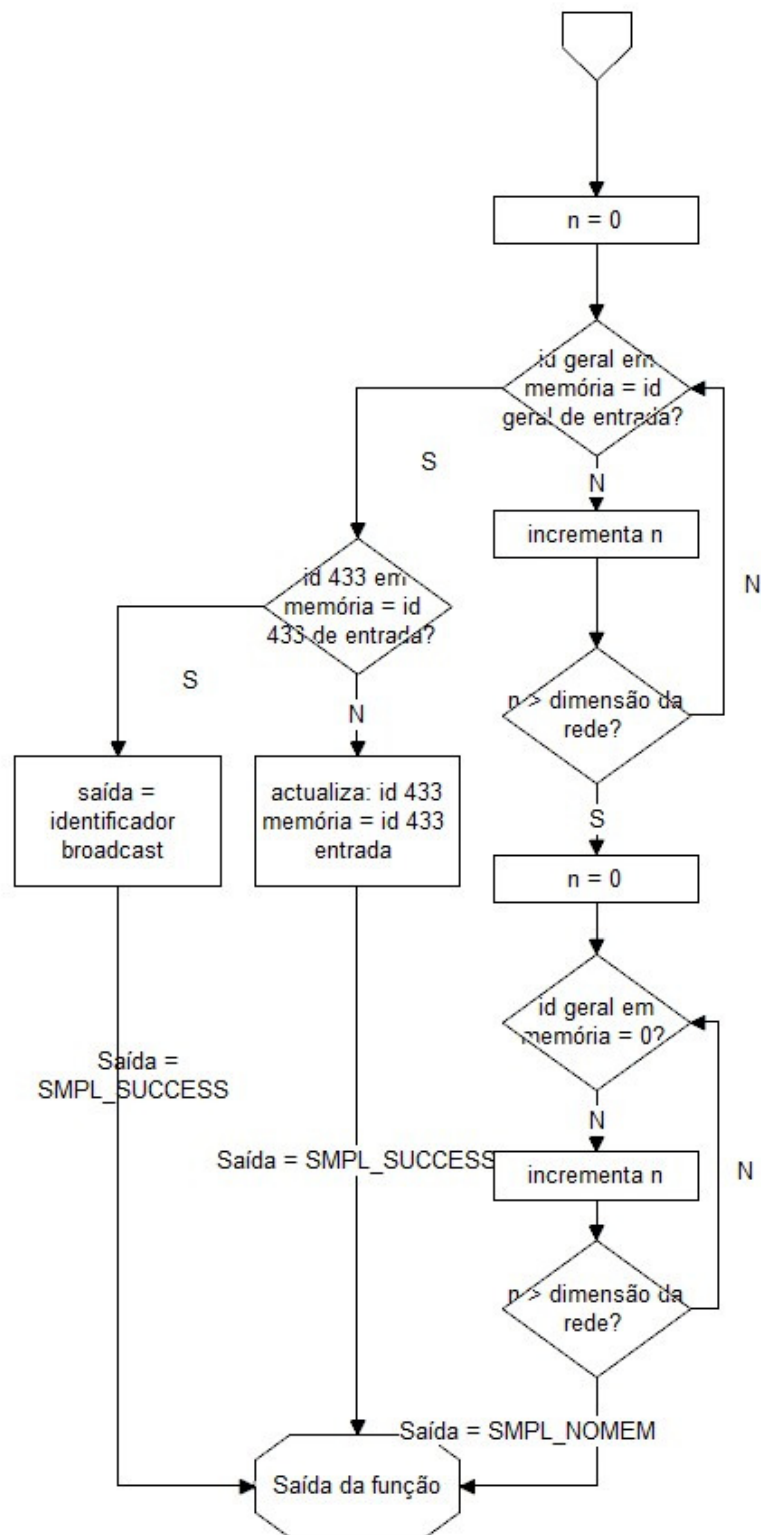 n = 0
id geral em
memória = id
geral de entrada?
S
N
incrementa n
N
id 433 em
memória = id
433 de entrada?
S
N
n > dimensão da
rede?
saída =
identificador
broadcast
actualiza: id 433
memória = id 433
entrada
S
n = 0
id geral em
memória = 0?
Saída =
SMPL_SUCCESS
N
Saída = SMPL_SUCCESS
incrementa n
N
n > dimensão da
rede?
Saída = SMPL_NOMEM
Saída da função